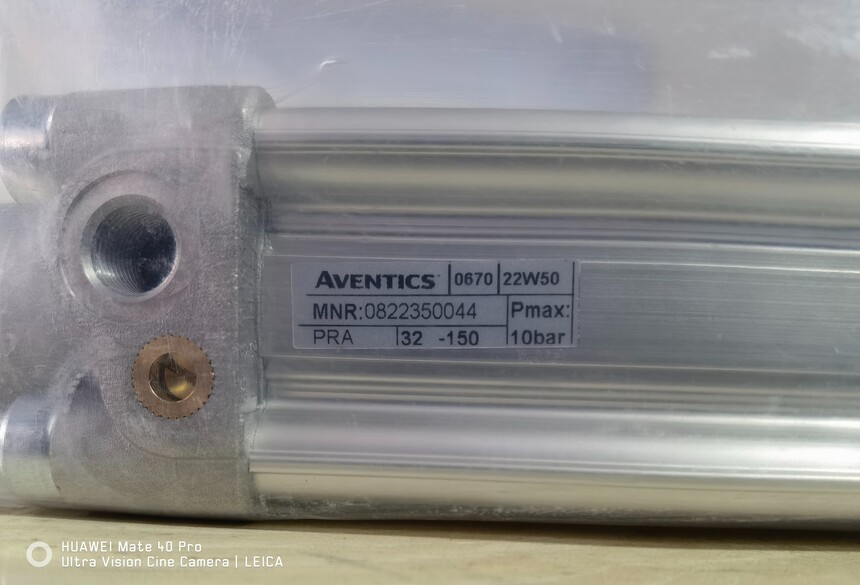 AVENTICS 0670 22W50
MNR:0822350044 Pmax:
PRA 32 -150 10bar
HUAWEI Mate 40 Pro
Ultra Vision Cine Camera | LEICA